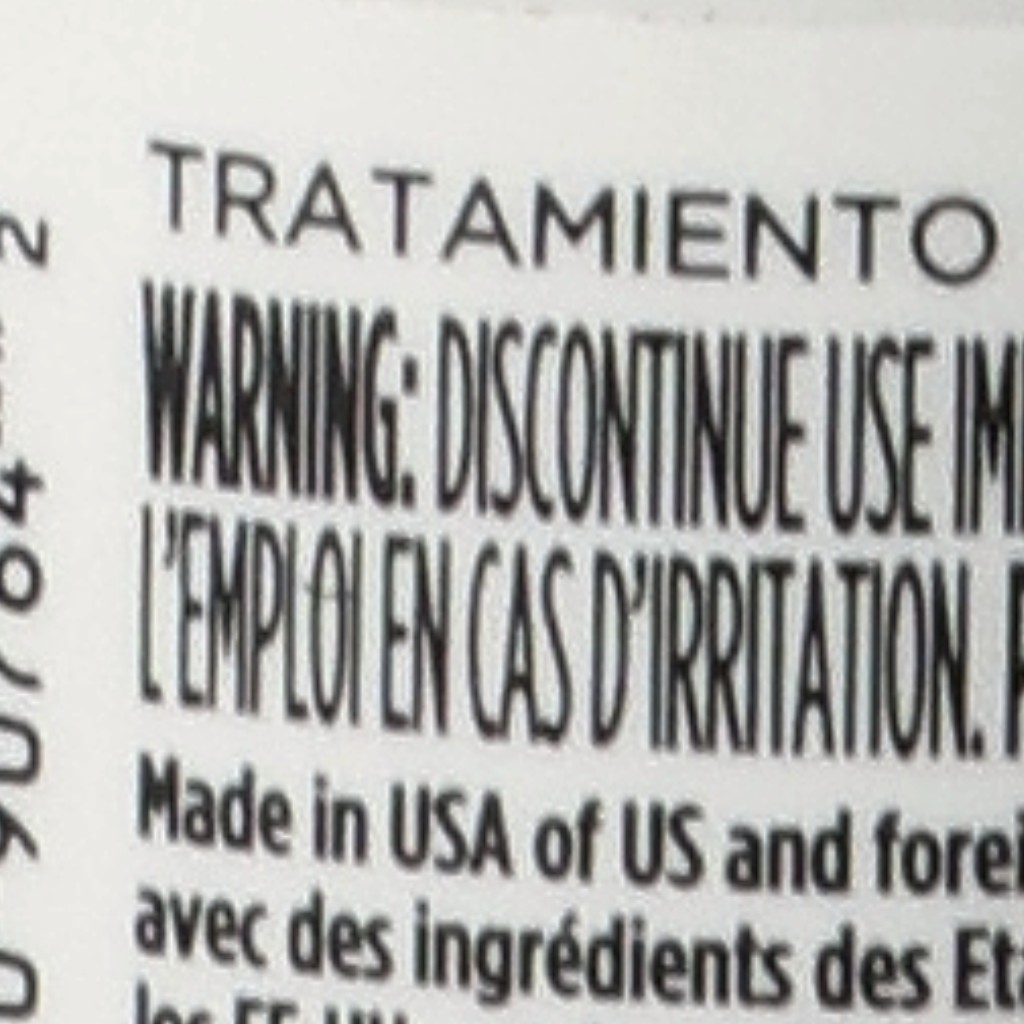 TRATAMIENTO
WARNING: DISCONTINUE USE
L'EMPLOI EN CAS D'IRRITATION.
Made in USA of US and
avec des ingrédients des